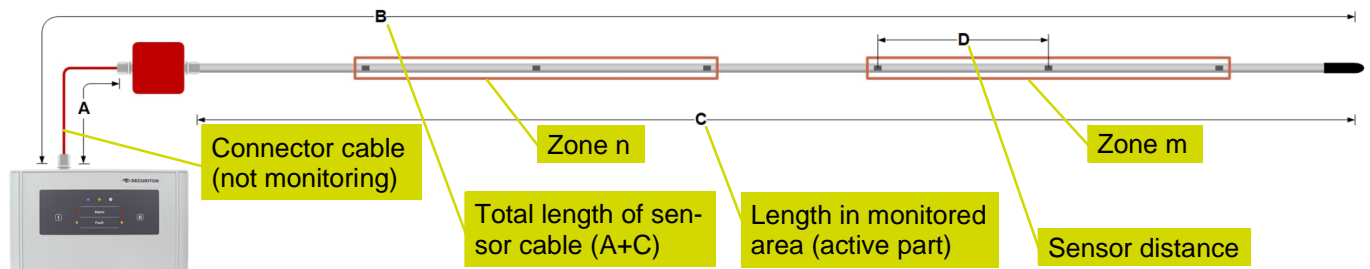 B
D
A
C
Connector cable
(not monitoring)
Zone n
Zone m
Total length of sen-
sor cable (A+C)
Length in monitored
area (active part)
Sensor distance
SECURITON
Alarm
Fault